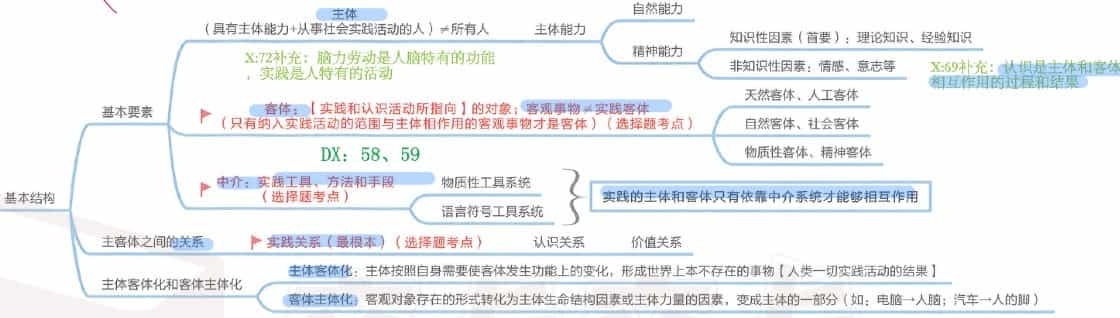 基本结构
基本要素
主体
（具有主体能力+从事社会实践活动的人）≠所有人
X:72补充：脑力劳动是人脑特有的功能
，实践是人特有的活动
主体能力
自然能力
精神能力
知识性因素（首要）：理论知识、经验知识
非知识性因素：情感、意志等
X:69补充：认识是主体和客体
相互作用的过程和结果
客体：【实践和认识活动所指向】的对象；客观事物≠实践客体
（只有纳入实践活动的范围与主体相作用的客观事物才是客体）（选择题考点）
天然客体、人工客体
自然客体、社会客体
物质性客体、精神客体
DX：58、59
中介：实践工具、方法和手段
（选择题考点）
物质性工具系统
语言符号工具系统
实践的主体和客体只有依靠中介系统才能够相互作用
主客体之间的关系
实践关系（最根本）（选择题考点）
认识关系
价值关系
主体客体化和客体主体化
主体客体化：主体按照自身需要使客体发生功能上的变化，形成世界上本不存在的事物【人类一切实践活动的结果】
客体主体化：客观对象存在的形式转化为主体生命结构因素或主体力量的因素，变成主体的一部分（如：电脑→人脑；汽车→人的脚）